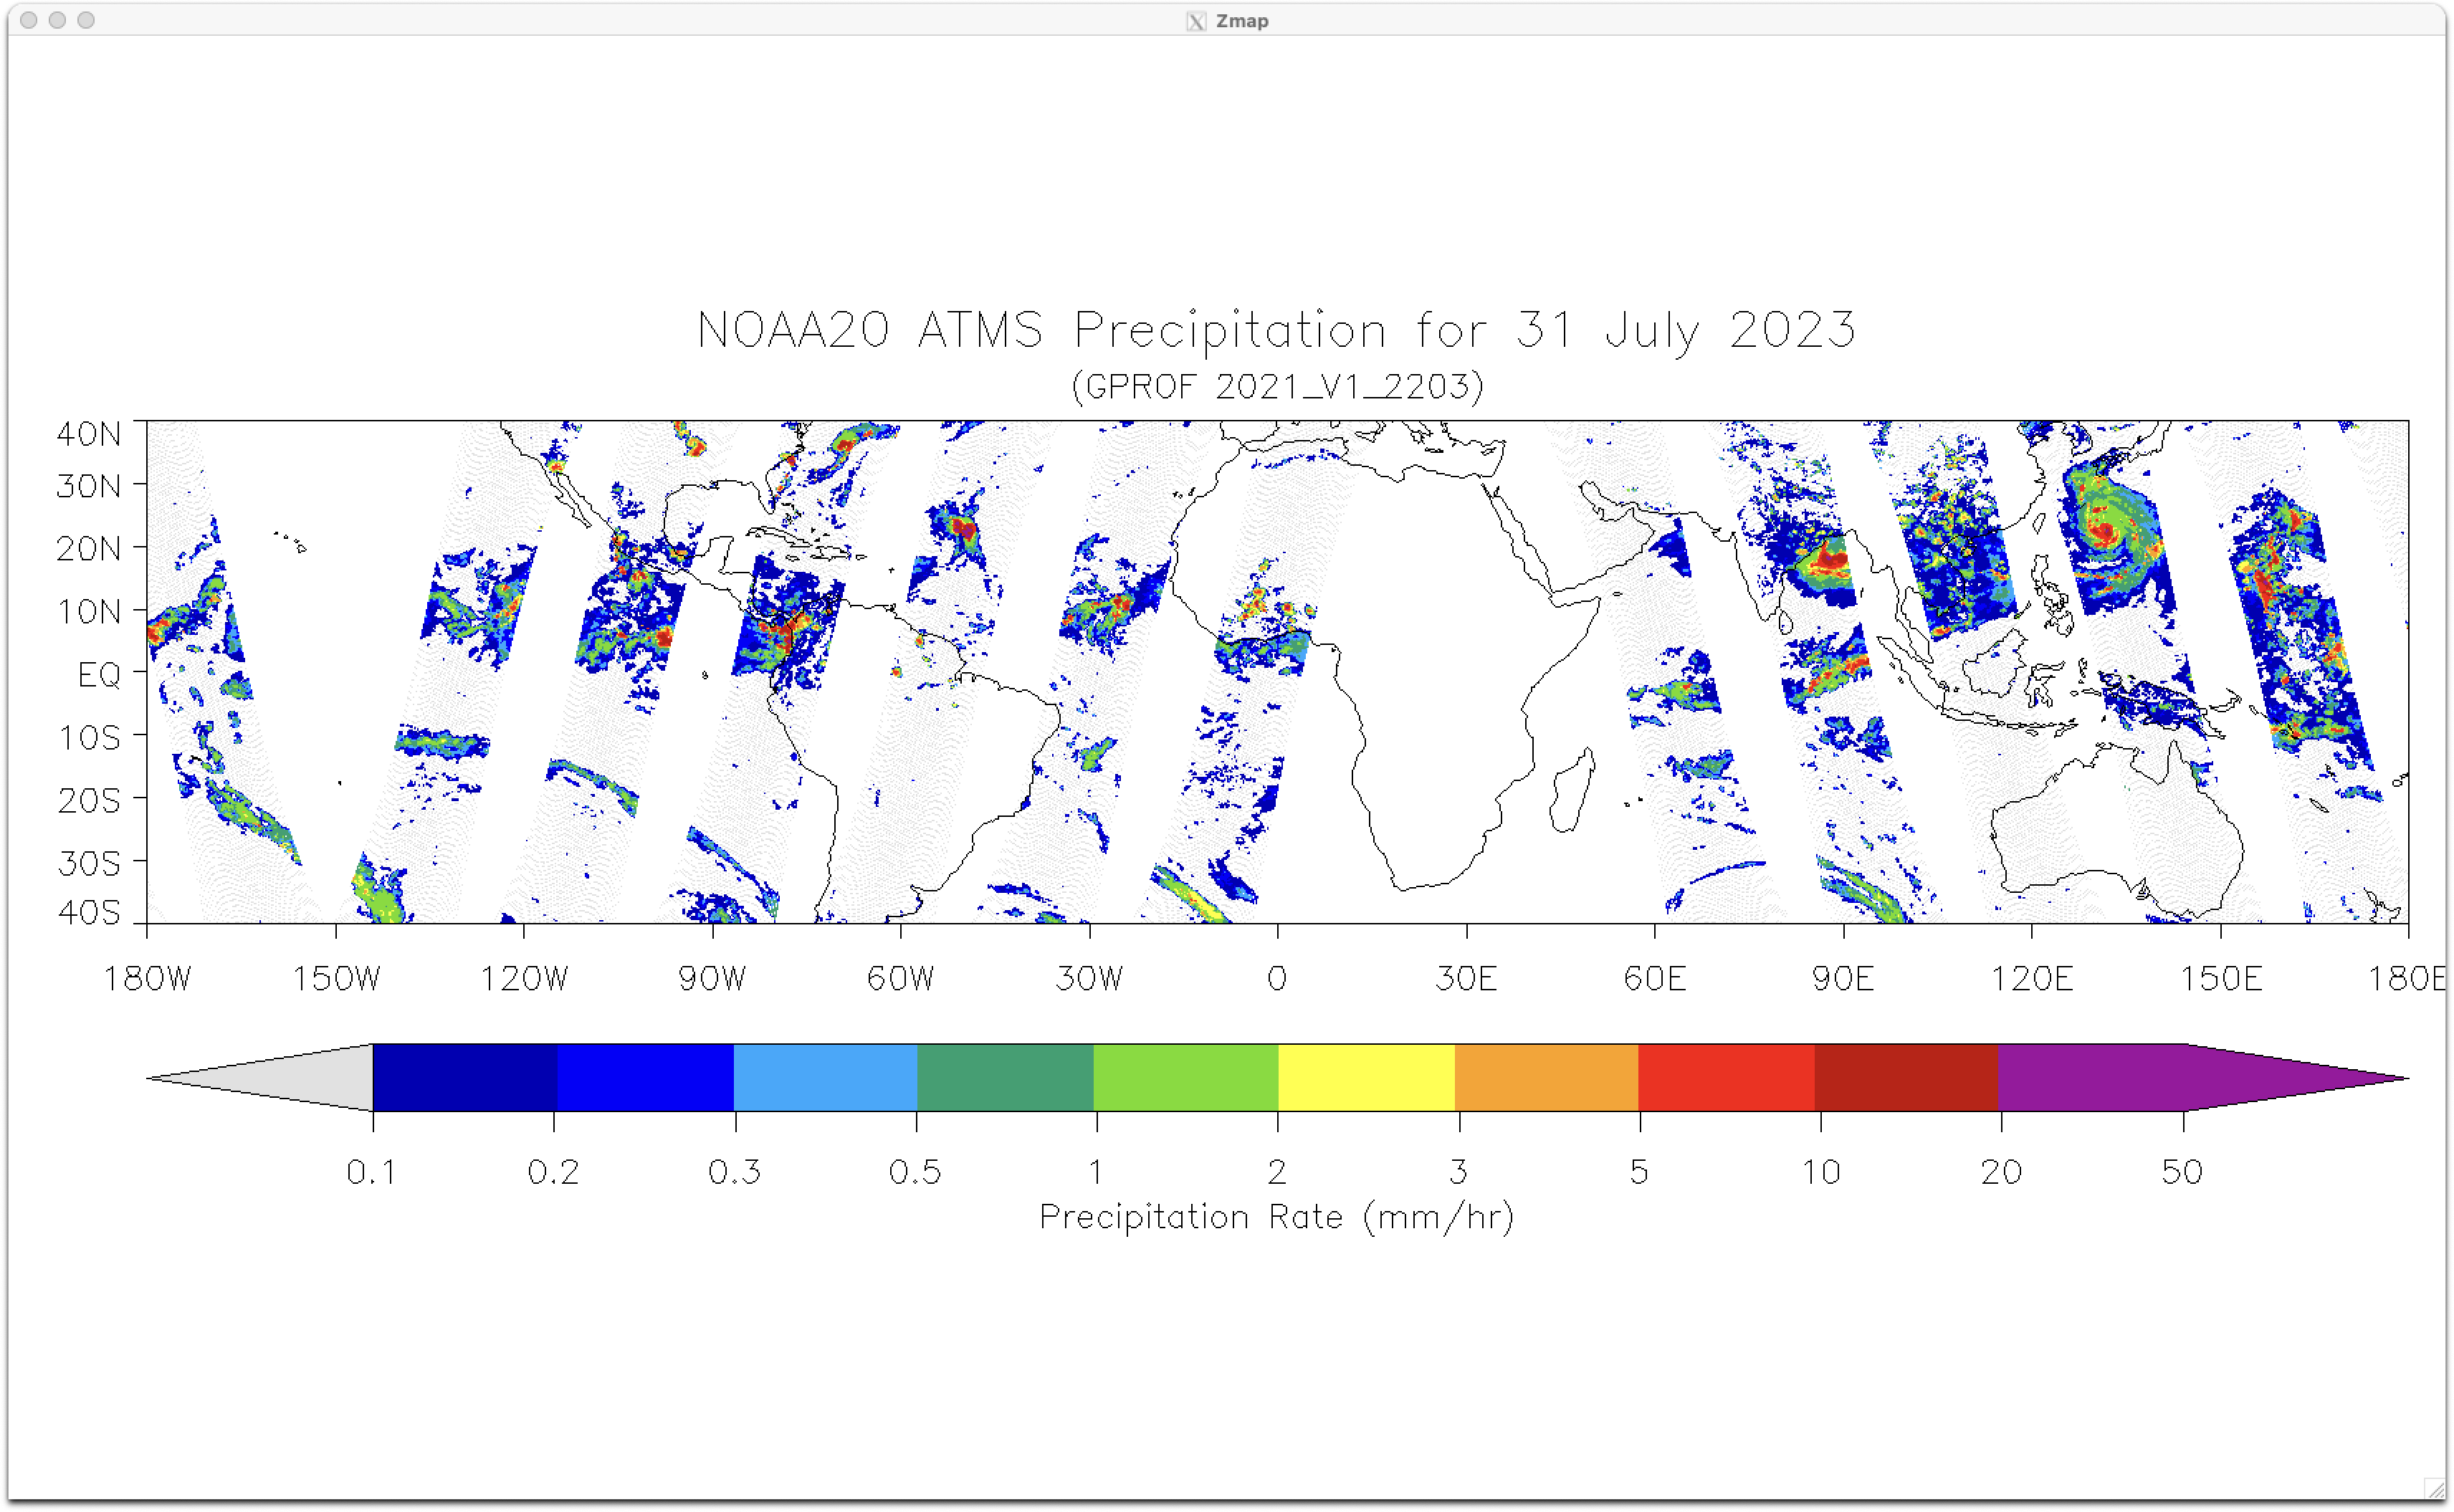 Zmap
NOAA20 ATMS Precipitation for 31 July 2023
(GPROF 2021_V1_2203)
40N
30N
20N
10N
EQ
10S
20S
30S
40S
180W 150W 120W 90W 60W 30W 0 30E 60E 90E 120E 150E 180E
0.1 0.2 0.3 0.5 1 2 3 5 10 20 50
Precipitation Rate (mm/hr)